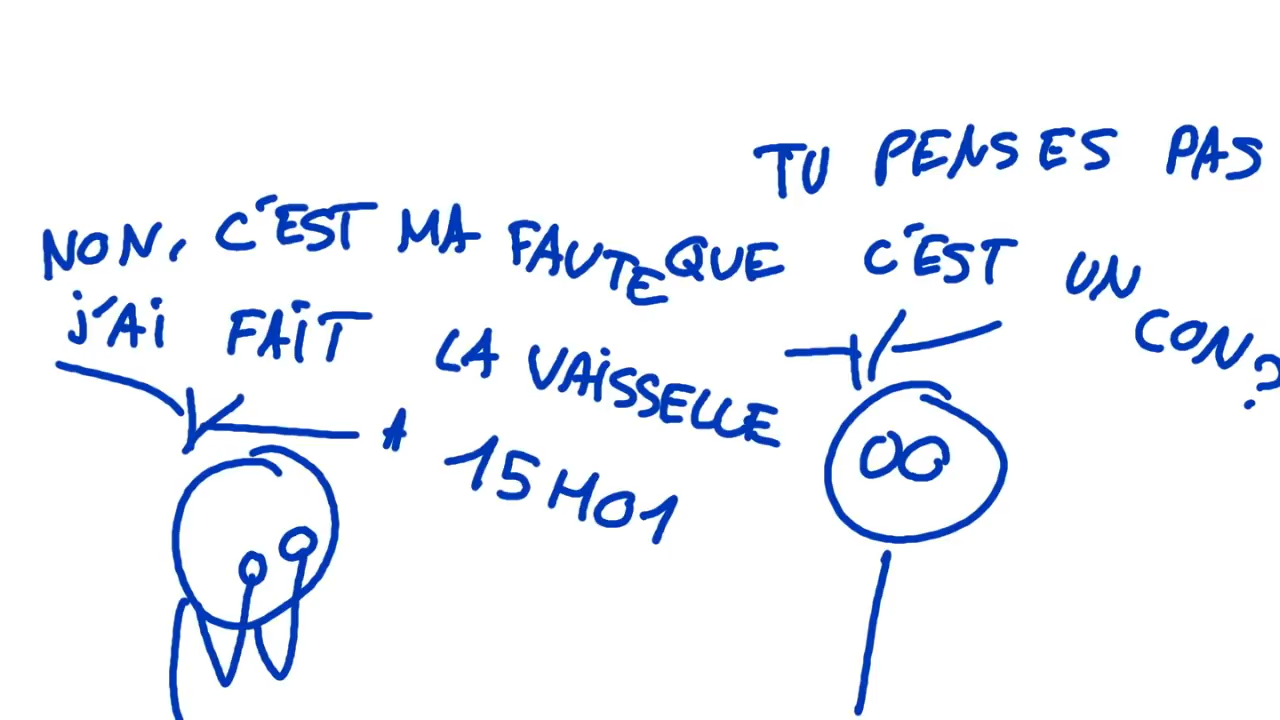 TU PENSES PAS
QUE C'EST UN
CON?
NON, C'EST MA FAUTE
J'AI FAIT LA VAISSELLE
A 15H01